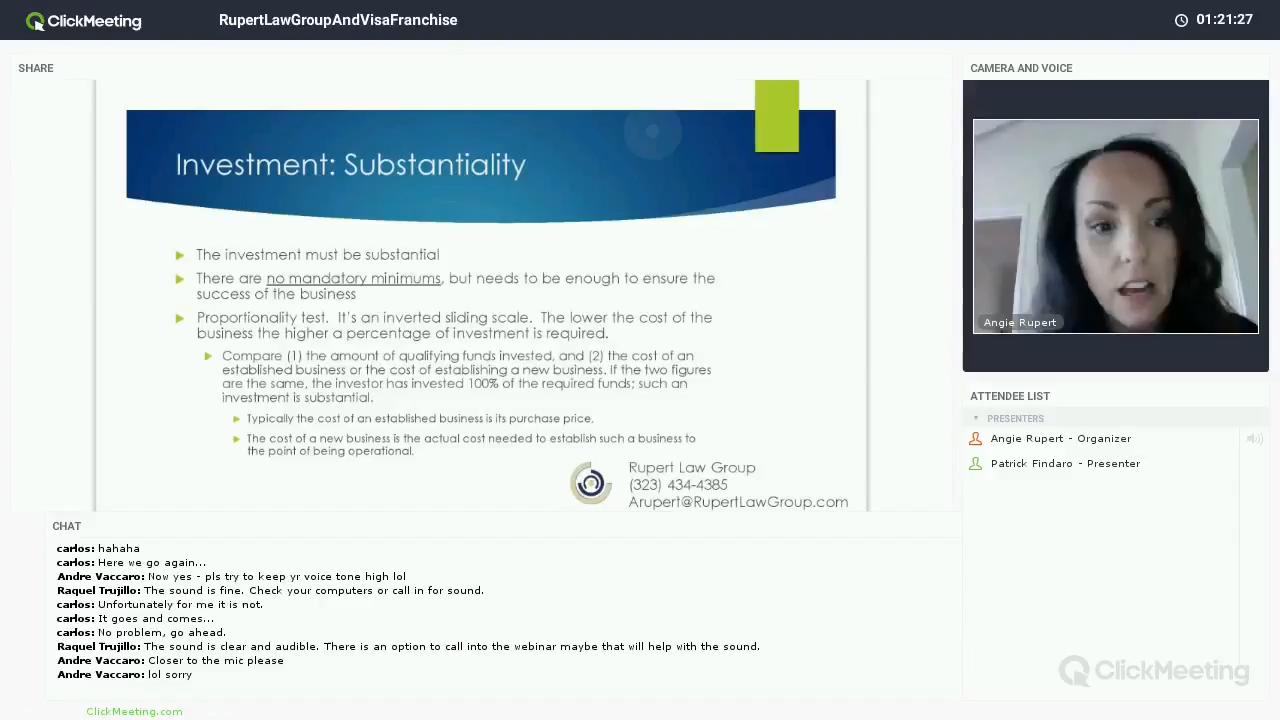 ClickMeeting
RupertLawGroupAndVisaFranchise
01:21:27
SHARE
Investment: Substantiality
The investment must be substantial
There are no mandatory minimums, but needs to be enough to ensure the
success of the business
Proportionality test. It's an inverted sliding scale. The lower the cost of the
business the higher a percentage of investment is required.
Compare (1) the amount of qualifying funds invested, and (2) the cost of an
established business or the cost of establishing a new business. If the two figures
are the same, the investor has invested 100% of the required funds; such an
investment is substantial.
Typically the cost of an established business is its purchase price.
The cost of a new business is the actual cost needed to establish such a business to
the point of being operational.
Rupert Law Group
(323) 434-4385
Arupert@RupertLawGroup.com
CAMERA AND VOICE
Angie Rupert
ATTENDEE LIST
PRESENTERS
Angie Rupert - Organizer
Patrick Findaro - Presenter
CHAT
carlos: hahaha
carlos: Here we go again...
Andre Vaccaro: Now yes - pls try to keep yr voice tone high lol
Raquel Trujillo: The sound is fine. Check your computers or call in for sound.
carlos: Unfortunately for me it is not.
carlos: It goes and comes...
carlos: No problem, go ahead.
Raquel Trujillo: The sound is clear and audible. There is an option to call into the webinar maybe that will help with the sound.
Andre Vaccaro: Closer to the mic please
Andre Vaccaro: lol sorry
ClickMeeting
ClickMeeting.com